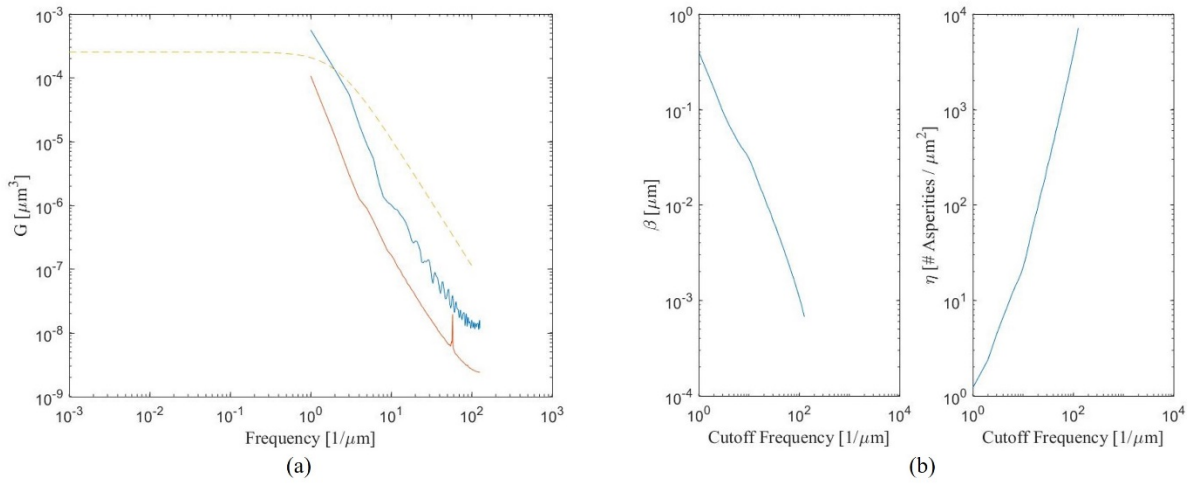 10^-3
10^-4
10^-5
10^-6
10^-7
10^-8
10^-9
G [μm^3]
10^-3 10^-2 10^-1 10^0 10^1 10^2 10^3
Frequency [1/μm]
(a)
10^0
10^-1
10^-2
10^-3
10^-4
β [μm]
10^0 10^2 10^4
Cutoff Frequency [1/μm]
10^4
10^3
10^2
10^1
10^0
η [# Asperities / μm^2]
10^0 10^2 10^4
Cutoff Frequency [1/μm]
(b)